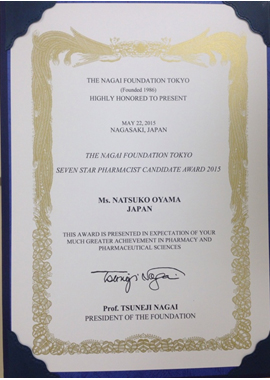 THE NAGAI FOUNDATION TOKYO
(Founded 1986)
HIGHLY HONORED TO PRESENT
MAY 22, 2015
NAGASAKI, JAPAN
THE NAGAI FOUNDATION TOKYO
SEVEN STAR PHARMACIST CANDIDATE AWARD 2015
Ms. NATSUKO OYAMA
JAPAN
THIS AWARD IS PRESENTED IN EXPECTATION OF YOUR
MUCH GREATER ACHIEVEMENT IN PHARMACY AND
PHARMACEUTICAL SCIENCES
Tsuneji Nagai
Prof. TSUNEJI NAGAI
PRESIDENT OF THE FOUNDATION